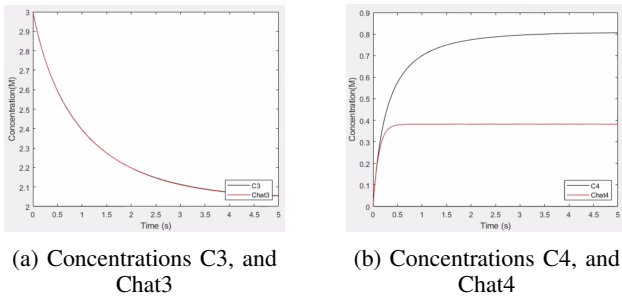 3
2.9
2.8
2.7
2.6
2.5
2.4
2.3
2.2
2.1
2
Concentration(M)
0 0.5 1 1.5 2 2.5 3 3.5 4 4.5 5
Time (s)
C3
Chat3
0.9
0.8
0.7
0.6
0.5
0.4
0.3
0.2
0.1
0
Concentration(M)
0 0.5 1 1.5 2 2.5 3 3.5 4 4.5 5
Time (s)
C4
Chat4
(a) Concentrations C3, and
Chat3
(b) Concentrations C4, and
Chat4